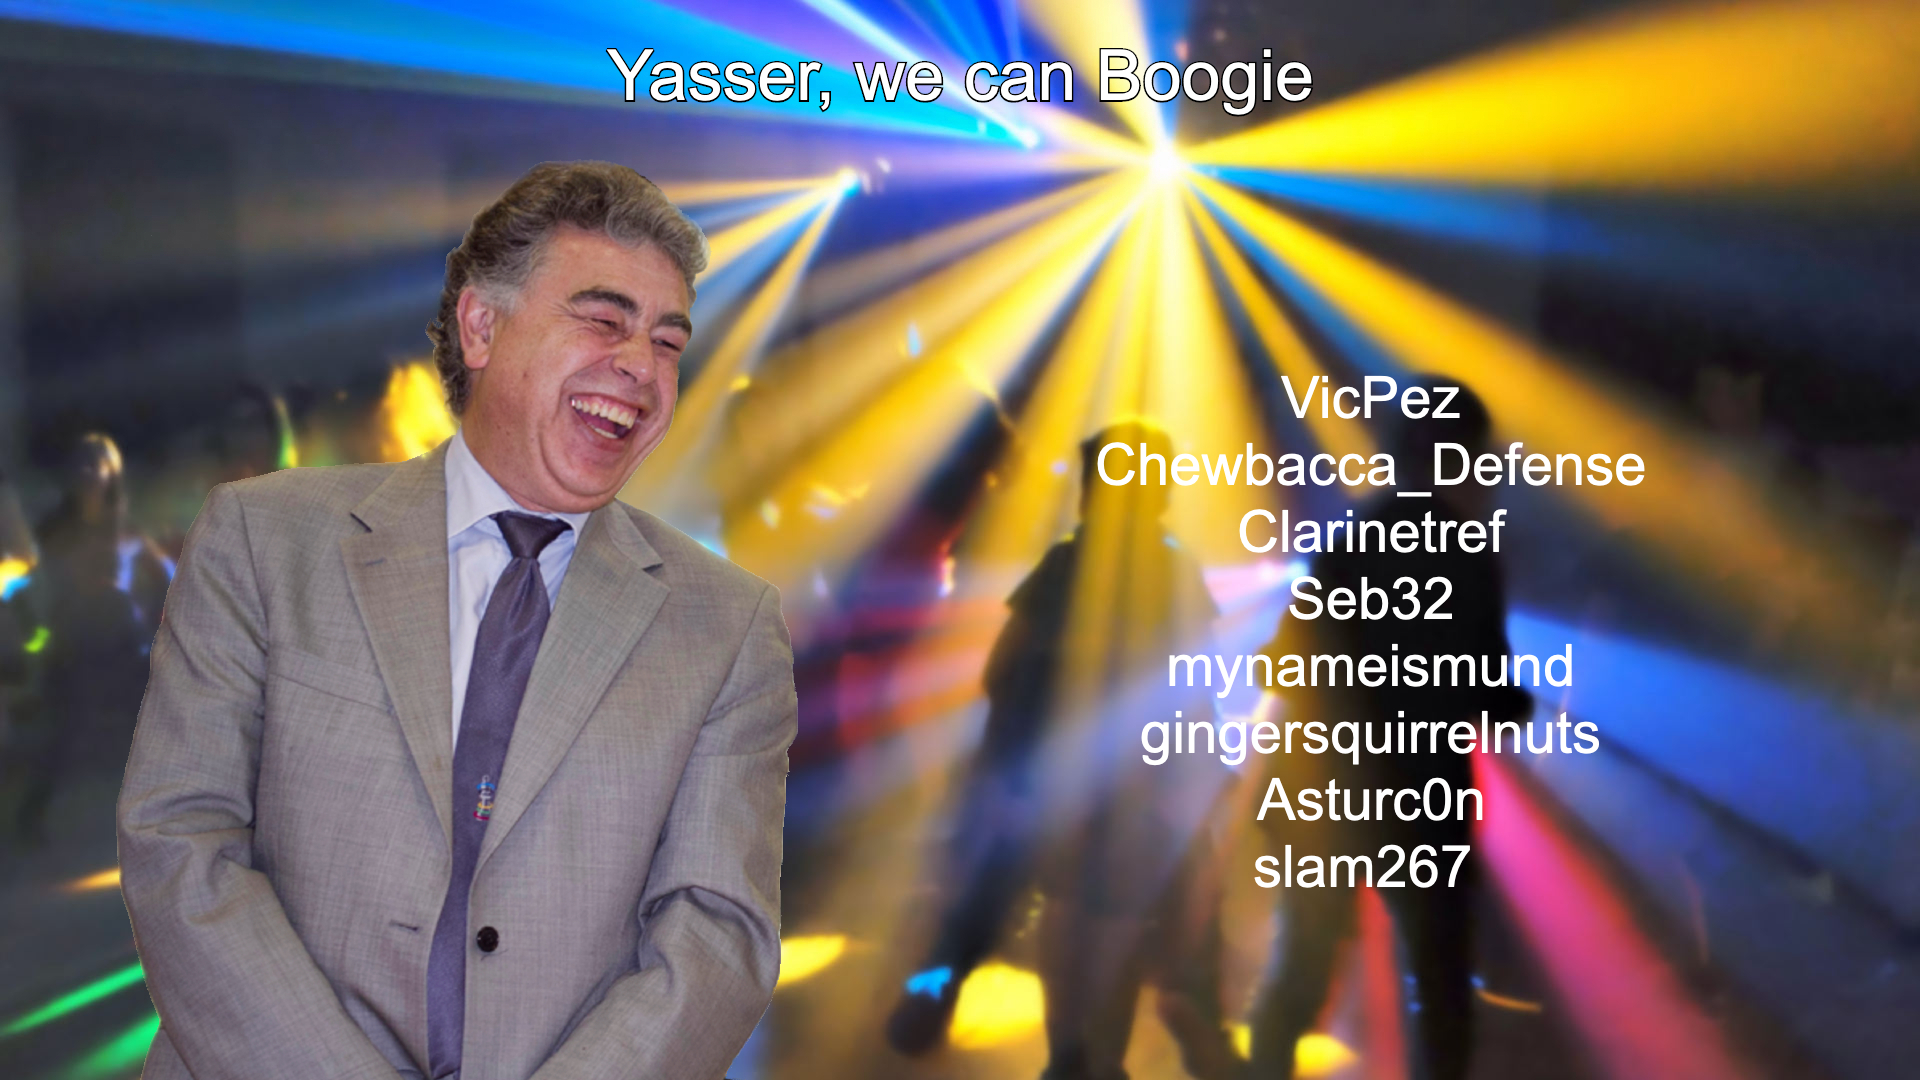 Yasser, we can Boogie
VicPez
Chewbacca_Defense
Clarinetref
Seb32
mynameismund
gingersquirrelnuts
Asturc0n
slam267